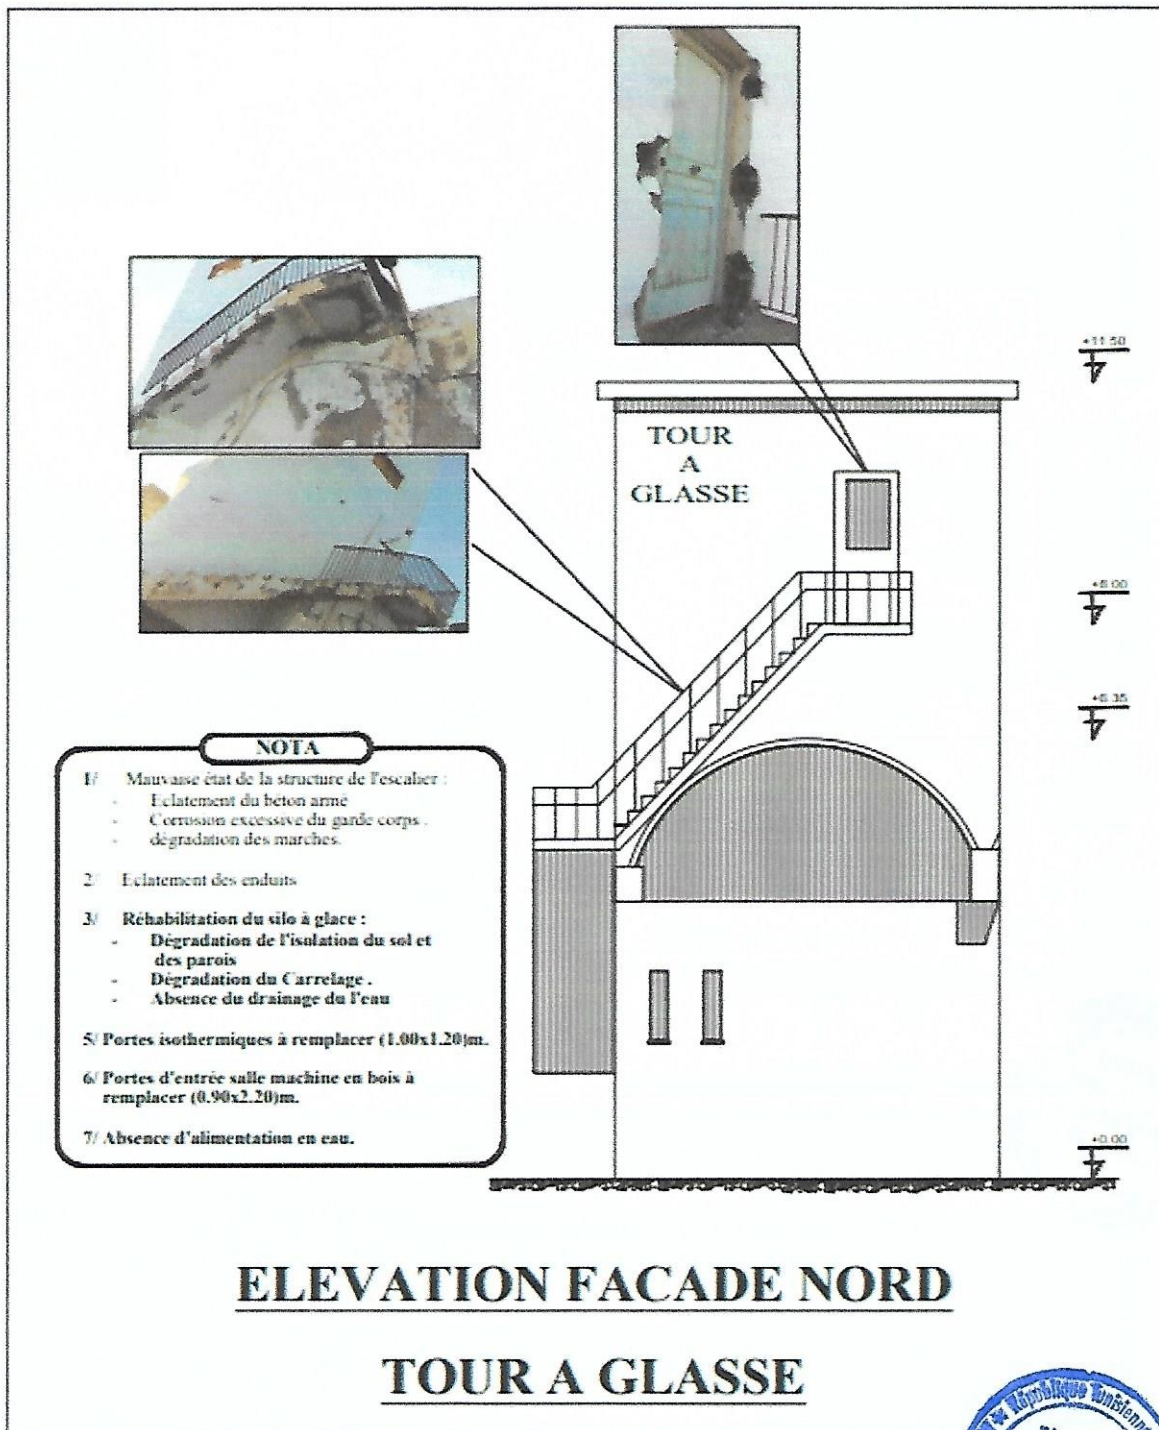 +11.50
TOUR
A
GLASSE
+8.00
+6.35
NOTA
1/ Mauvaise état de la structure de l'escalier :
- Eclatement du béton armé
- Corrosion excessive du garde corps .
- dégradation des marches.
2/ Eclatement des enduits
3/ Réhabilitation du silo à glace :
- Dégradation de l'isolation du sol et
des parois
- Dégradation du Carrelage .
- Absence du drainage du l'eau
5/ Portes isothermiques à remplacer (1.00x1.20)m.
6/ Portes d'entrée salle machine en bois à
remplacer (0.90x2.20)m.
7/ Absence d'alimentation en eau.
+0.00
ELEVATION FACADE NORD
TOUR A GLASSE
République Tunisienne